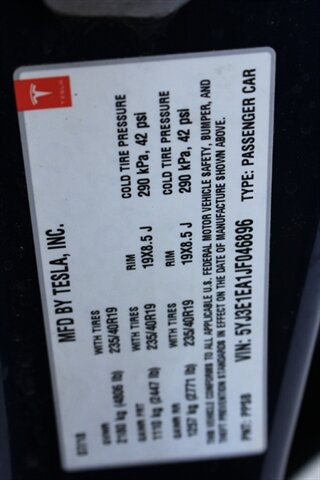 TESLA
MFD BY TESLA, INC.
07/18
GVWR
2180 kg (4806 lb)
WITH TIRES
235/40R19
RIM
19X8.5 J
COLD TIRE PRESSURE
290 kPa, 42 psi
GAWR FRT
1110 kg (2447 lb)
WITH TIRES
235/40R19
RIM
19X8.5 J
COLD TIRE PRESSURE
290 kPa, 42 psi
GAWR RR
1257 kg (2771 lb)
THIS VEHICLE CONFORMS TO ALL APPLICABLE U.S. FEDERAL MOTOR VEHICLE SAFETY, BUMPER, AND
THEFT PREVENTION STANDARDS IN EFFECT ON THE DATE OF MANUFACTURE SHOWN ABOVE.
VIN: 5YJ3E1EA1JF046896 TYPE: PASSENGER CAR
PNT: PPSB